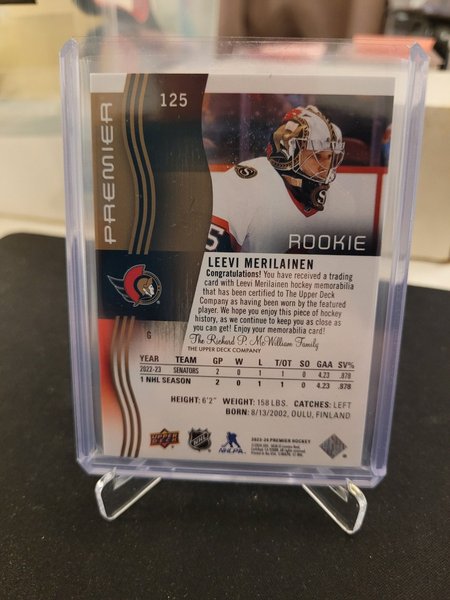 125
PREMIER
ROOKIE
LEEVI MERILAINEN
Congratulations! You have received a trading
card with Leevi Merilainen hockey memorabilia
that has been certified to The Upper Deck
Company as having been worn by the featured
player. We hope you enjoy this piece of hockey
history, as we continue to keep you as close as
you can get! Enjoy your memorabilia card!
The Richard P. McWilliam Family
THE UPPER DECK COMPANY
G
YEAR TEAM GP W L T/OT SO GAA SV%
2022-23 SENATORS 2 0 1 1 0 4.23 .878
1 NHL SEASON 2 0 1 1 0 4.23 .878
HEIGHT: 6'2" WEIGHT: 158 LBS. CATCHES: LEFT
BORN: 8/13/2002, OULU, FINLAND
UPPER DECK
NHL
NHLPA
2023-24 PREMIER HOCKEY